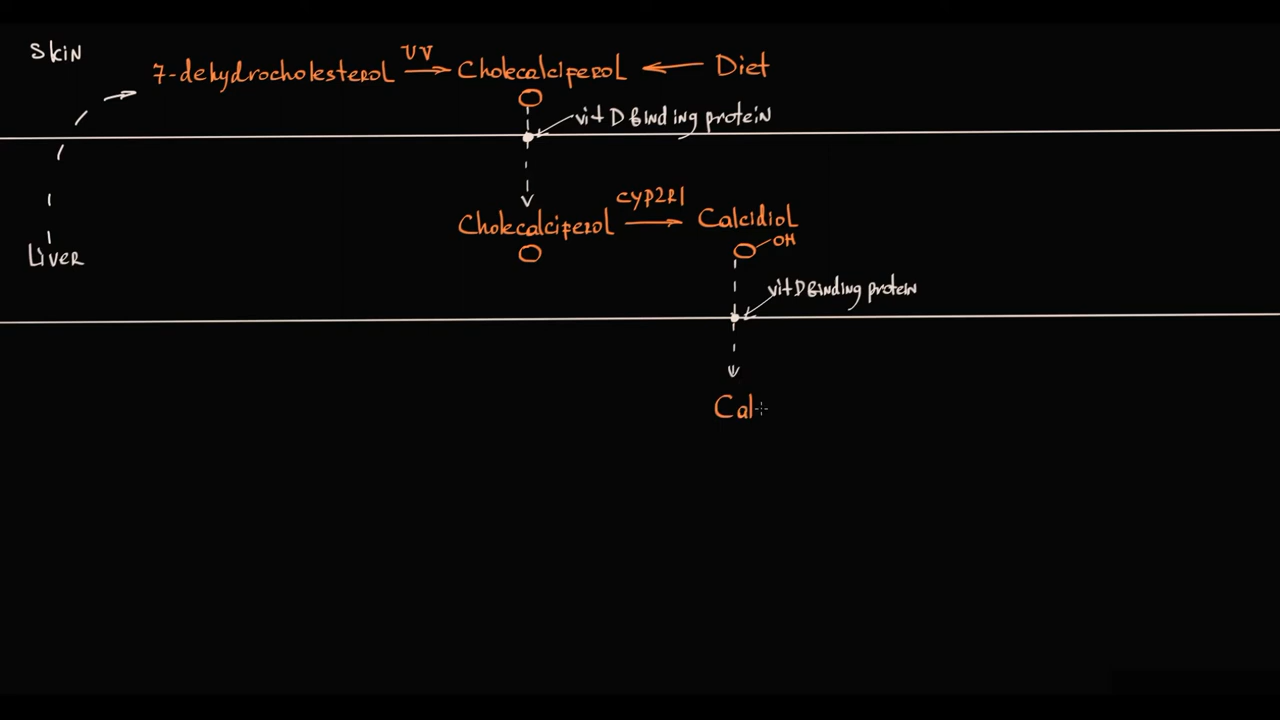 Skin
7-dehydrocholesterol UV Cholecalciferol Diet
vit D Binding protein
Cholecalciferol CYP2R1 Calcidiol
OH
Liver
vit D Binding protein
Cal